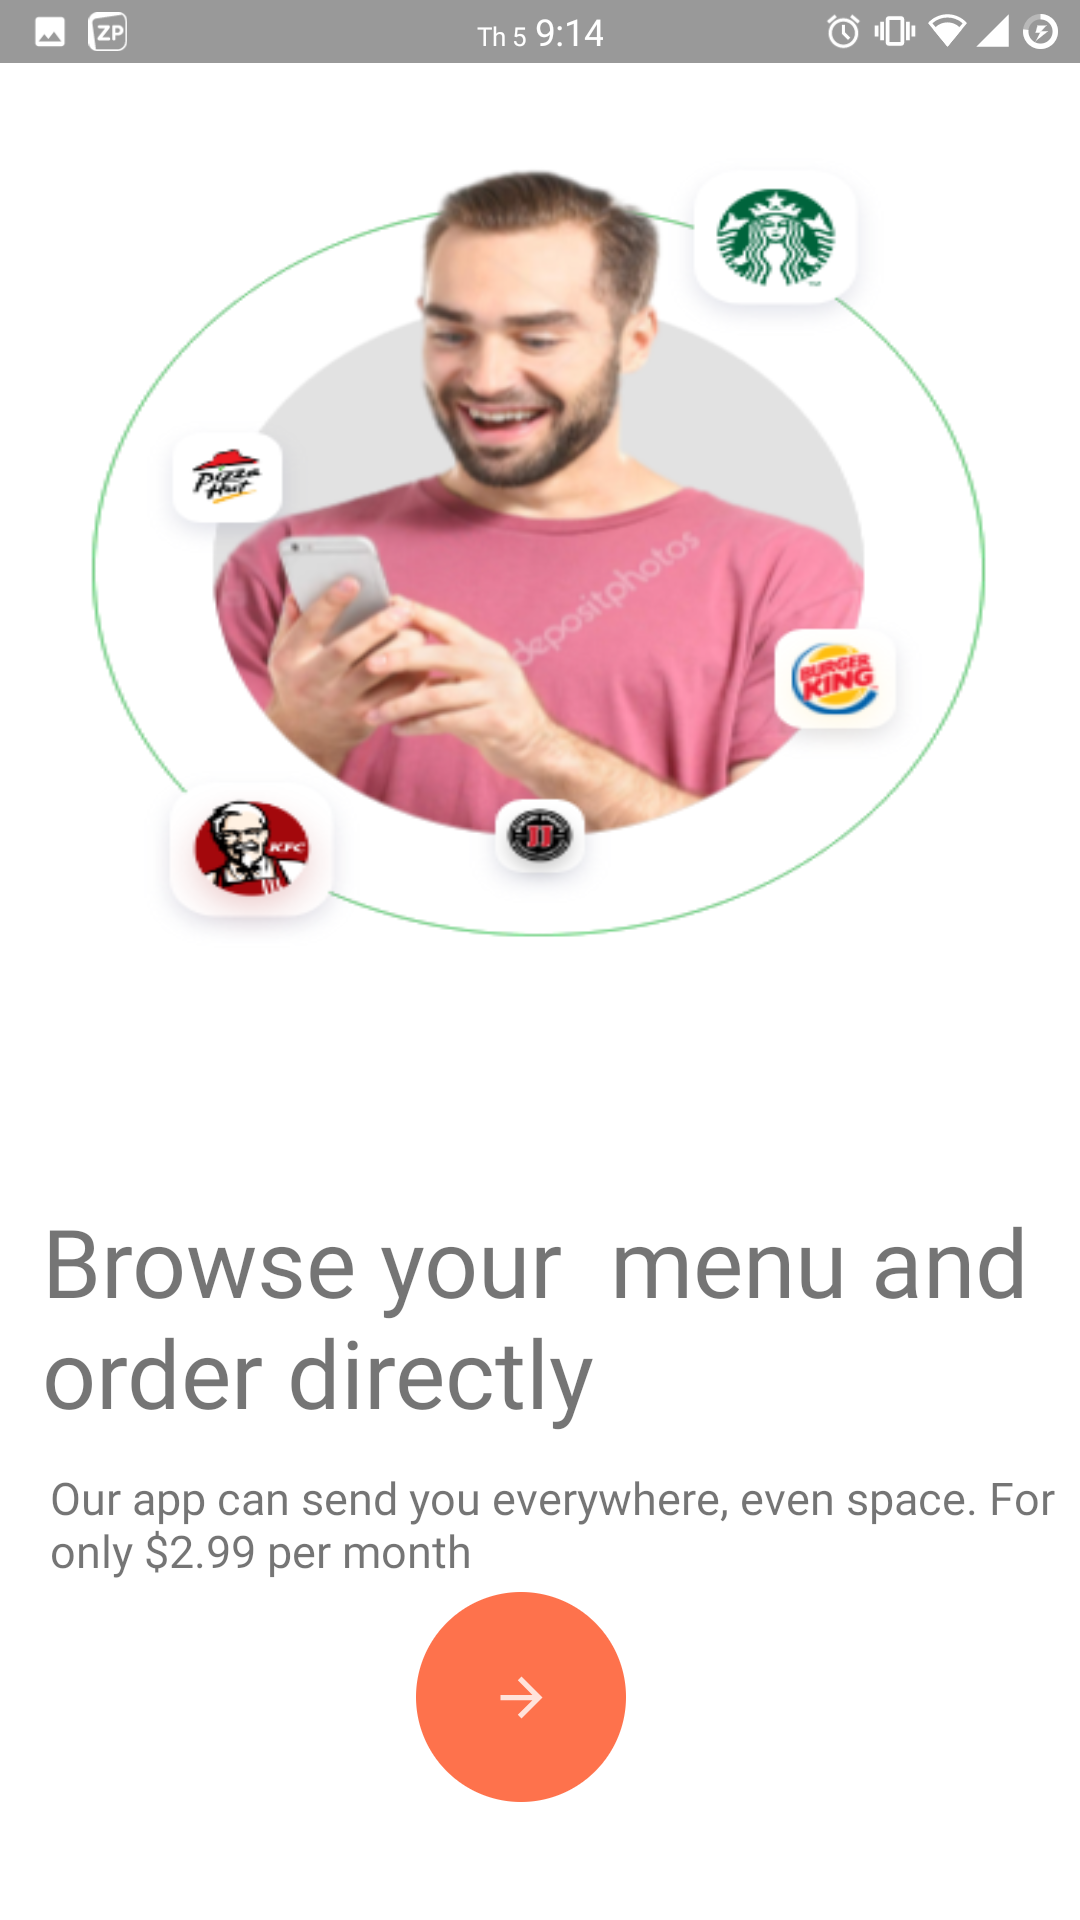 ZP
Th 5 9:14
Pizza
Hut
depositphotos
BURGER
KING
KFC
Browse your  menu and
order directly
Our app can send you everywhere, even space. For
only $2.99 per month